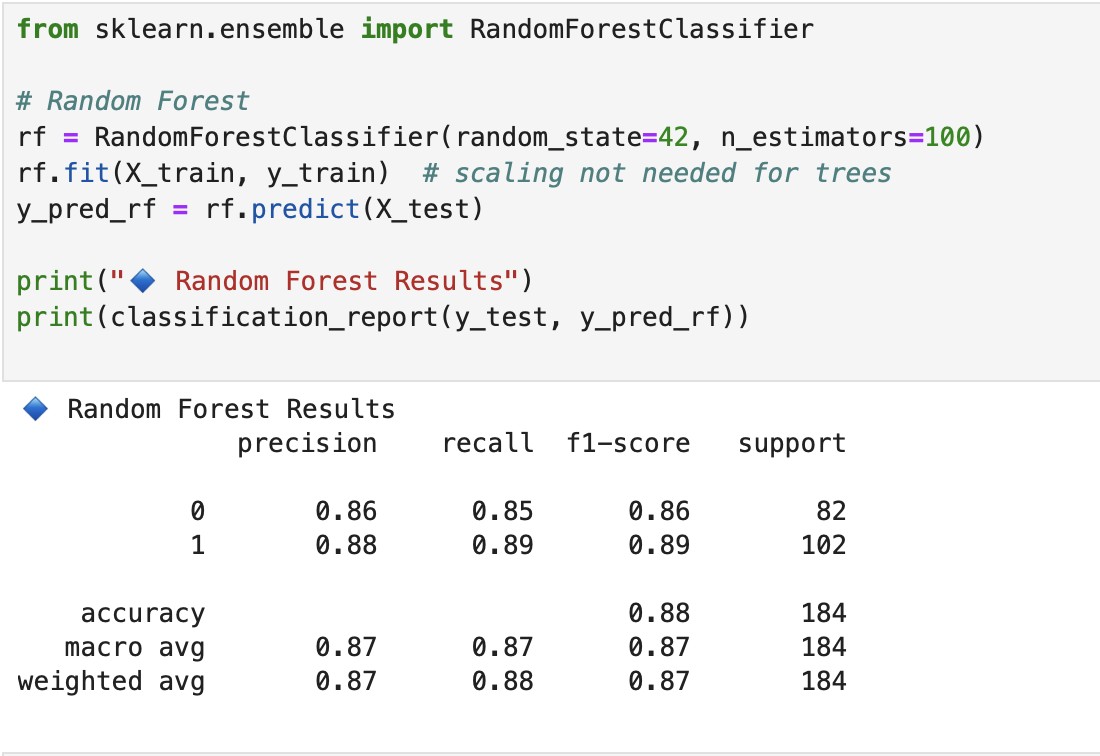 from sklearn.ensemble import RandomForestClassifier
# Random Forest
rf = RandomForestClassifier(random_state=42, n_estimators=100)
rf.fit(X_train, y_train)  # scaling not needed for trees
y_pred_rf = rf.predict(X_test)
print("🔷 Random Forest Results")
print(classification_report(y_test, y_pred_rf))
🔷 Random Forest Results
precision    recall  f1-score   support
0       0.86      0.85      0.86        82
1       0.88      0.89      0.89       102
accuracy                           0.88       184
macro avg       0.87      0.87      0.87       184
weighted avg       0.87      0.88      0.87       184